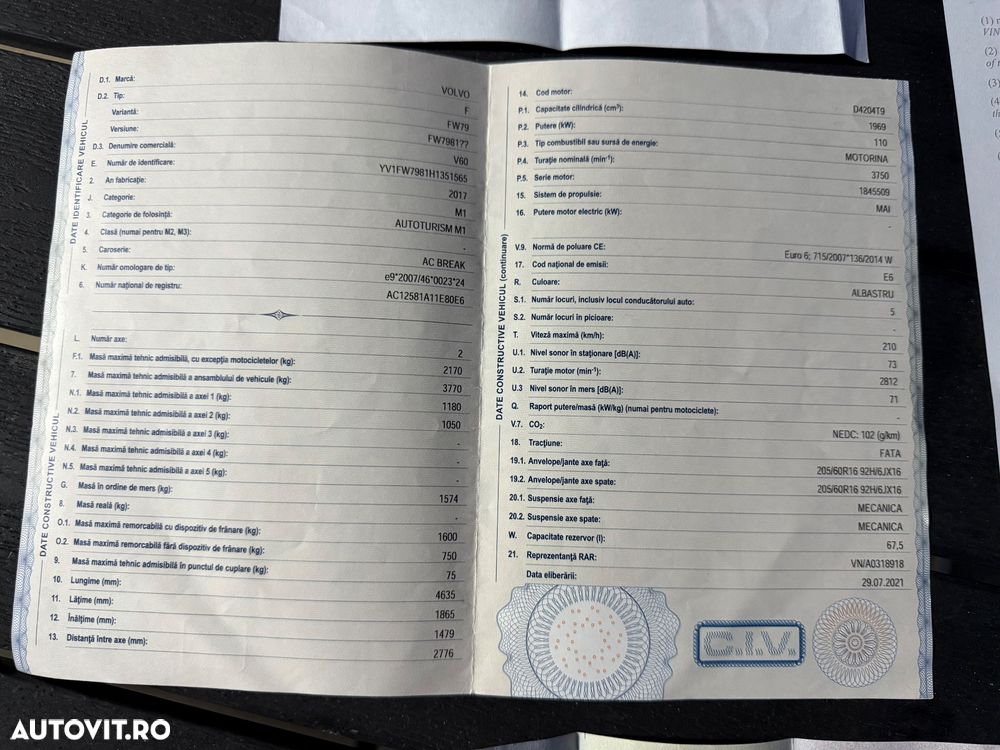 DATE IDENTIFICARE VEHICUL
D.1. Marcă: VOLVO
D.2. Tip: F
Variantă: FW79
Versiune: FW7981??
D.3. Denumire comercială: V60
E. Număr de identificare: YV1FW7981H1351565
2. An fabricație: 2017
J. Categorie: M1
3. Categorie de folosință: AUTOTURISM M1
4. Clasă (numai pentru M2, M3): -
5. Caroserie: AC BREAK
K. Număr omologare de tip: e9*2007/46*0023*24
6. Număr național de registru: AC12581A11E80E6
DATE CONSTRUCTIVE VEHICUL
L. Număr axe: 2
F.1. Masă maximă tehnic admisibilă, cu excepția motocicletelor (kg): 2170
7. Masă maximă tehnic admisibilă a ansamblului de vehicule (kg): 3770
N.1. Masă maximă tehnic admisibilă a axei 1 (kg): 1180
N.2. Masă maximă tehnic admisibilă a axei 2 (kg): 1050
N.3. Masă maximă tehnic admisibilă a axei 3 (kg): -
N.4. Masă maximă tehnic admisibilă a axei 4 (kg): -
N.5. Masă maximă tehnic admisibilă a axei 5 (kg): -
G. Masă în ordine de mers (kg): 1574
8. Masă reală (kg): -
O.1. Masă maximă remorcabilă cu dispozitiv de frânare (kg): 1600
O.2. Masă maximă remorcabilă fără dispozitiv de frânare (kg): 750
9. Masă maximă tehnic admisibilă în punctul de cuplare (kg): 75
10. Lungime (mm): 4635
11. Lățime (mm): 1865
12. Înălțime (mm): 1479
13. Distanță între axe (mm): 2776
DATE CONSTRUCTIVE VEHICUL (continuare)
14. Cod motor: D4204T9
P.1. Capacitate cilindrică (cm³): 1969
P.2. Putere (kW): 110
P.3. Tip combustibil sau sursă de energie: MOTORINA
P.4. Turație nominală (min⁻¹): 3750
P.5. Serie motor: 1845509
15. Sistem de propulsie: MAI
16. Putere motor electric (kW): -
V.9. Normă de poluare CE: Euro 6; 715/2007*136/2014 W
17. Cod național de emisii: E6
R. Culoare: ALBASTRU
S.1. Număr locuri, inclusiv locul conducătorului auto: 5
S.2. Număr locuri în picioare: -
T. Viteză maximă (km/h): 210
U.1. Nivel sonor în staționare [dB(A)]: 73
U.2. Turație motor (min⁻¹): 2812
U.3 Nivel sonor în mers [dB(A)]: 71
Q. Raport putere/masă (kW/kg) (numai pentru motociclete): -
V.7. CO₂: NEDC: 102 (g/km)
18. Tracțiune: FATA
19.1. Anvelope/jante axe față: 205/60R16 92H/6JX16
19.2. Anvelope/jante axe spate: 205/60R16 92H/6JX16
20.1. Suspensie axe față: MECANICA
20.2. Suspensie axe spate: MECANICA
W. Capacitate rezervor (l): 67,5
21. Reprezentanță RAR: VN/A0318918
Data eliberării: 29.07.2021
C.I.V.
(1)
VIN
(2)
of
(3)
(4)
AUTOVIT.RO